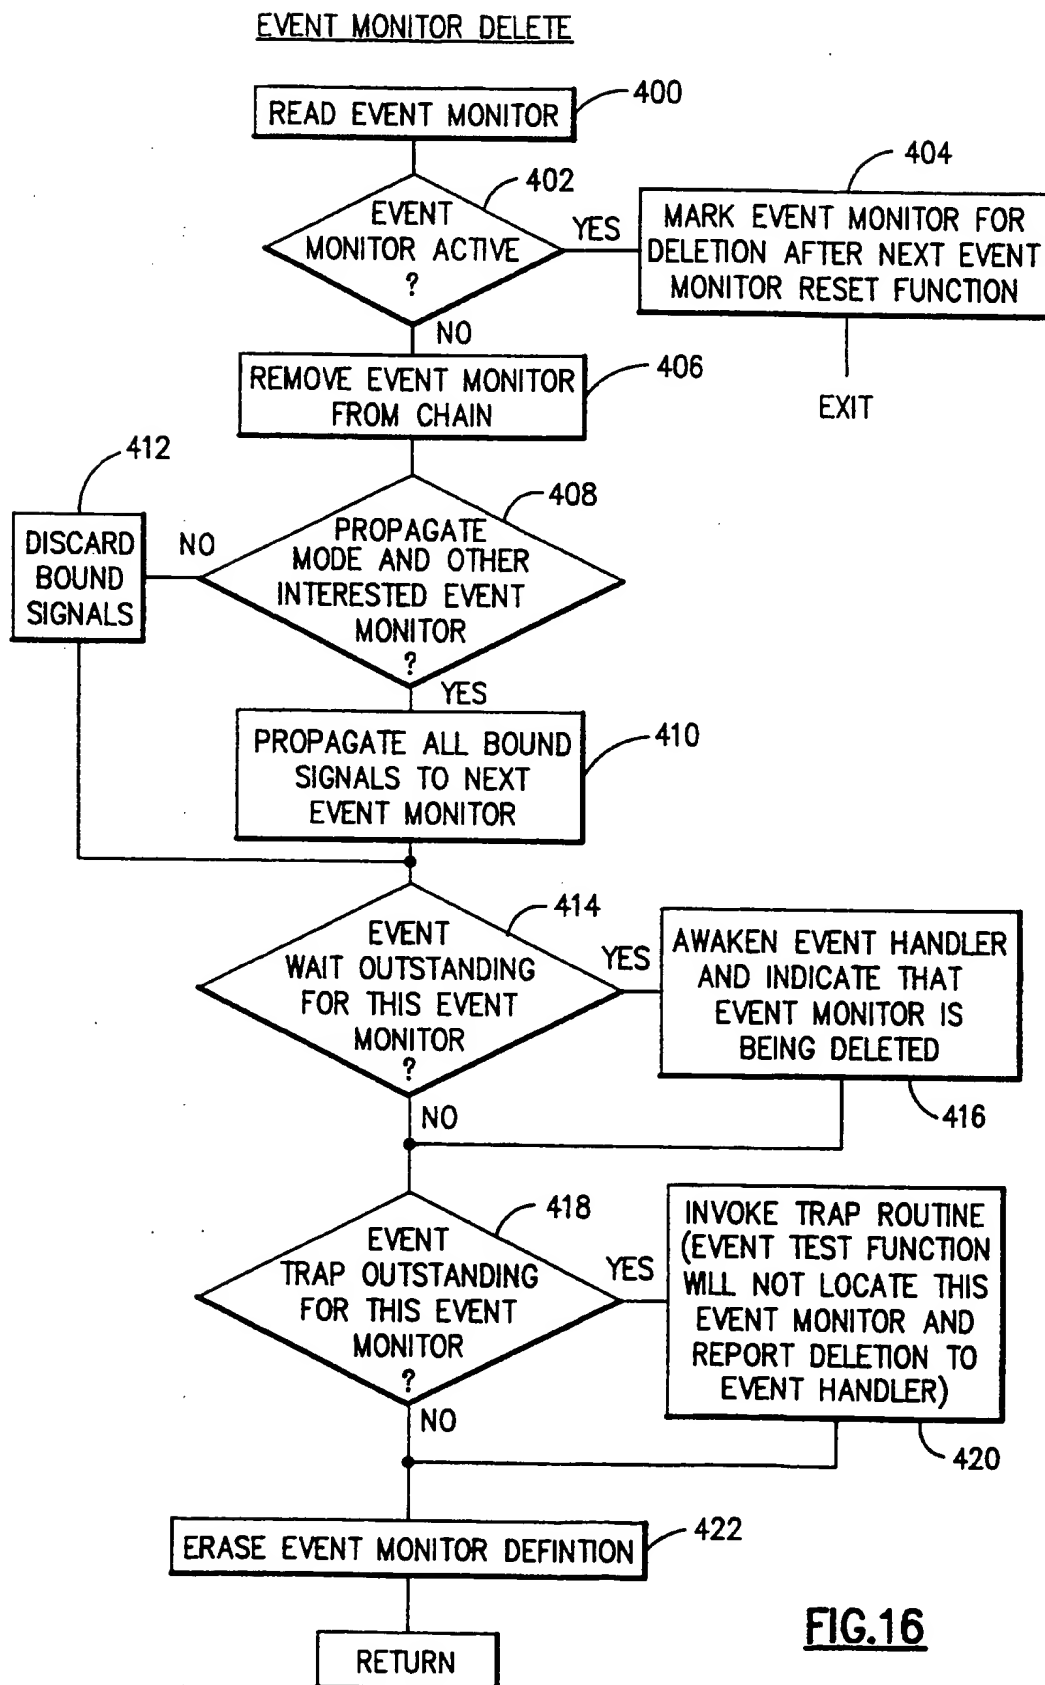 EVENT MONITOR DELETE
READ EVENT MONITOR
400
402
EVENT
MONITOR ACTIVE
?
YES
NO
404
MARK EVENT MONITOR FOR
DELETION AFTER NEXT EVENT
MONITOR RESET FUNCTION
EXIT
REMOVE EVENT MONITOR
FROM CHAIN
406
412
DISCARD
BOUND
SIGNALS
NO
408
PROPAGATE
MODE AND OTHER
INTERESTED EVENT
MONITOR
?
YES
PROPAGATE ALL BOUND
SIGNALS TO NEXT
EVENT MONITOR
410
414
EVENT
WAIT OUTSTANDING
FOR THIS EVENT
MONITOR
?
YES
NO
AWAKEN EVENT HANDLER
AND INDICATE THAT
EVENT MONITOR IS
BEING DELETED
416
418
EVENT
TRAP OUTSTANDING
FOR THIS EVENT
MONITOR
?
YES
NO
INVOKE TRAP ROUTINE
(EVENT TEST FUNCTION
WILL NOT LOCATE THIS
EVENT MONITOR AND
REPORT DELETION TO
EVENT HANDLER)
420
ERASE EVENT MONITOR DEFINTION
422
RETURN
FIG.16